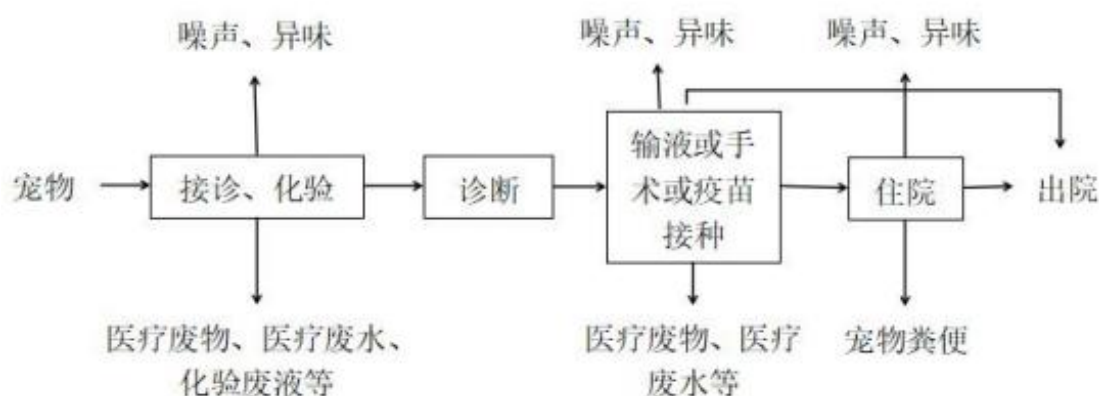 噪声、异味
噪声、异味
噪声、异味
宠物
接诊、化验
诊断
输液或手
术或疫苗
接种
住院
出院
医疗废物、医疗废水、
化验废液等
医疗废物、医疗
废水等
宠物粪便